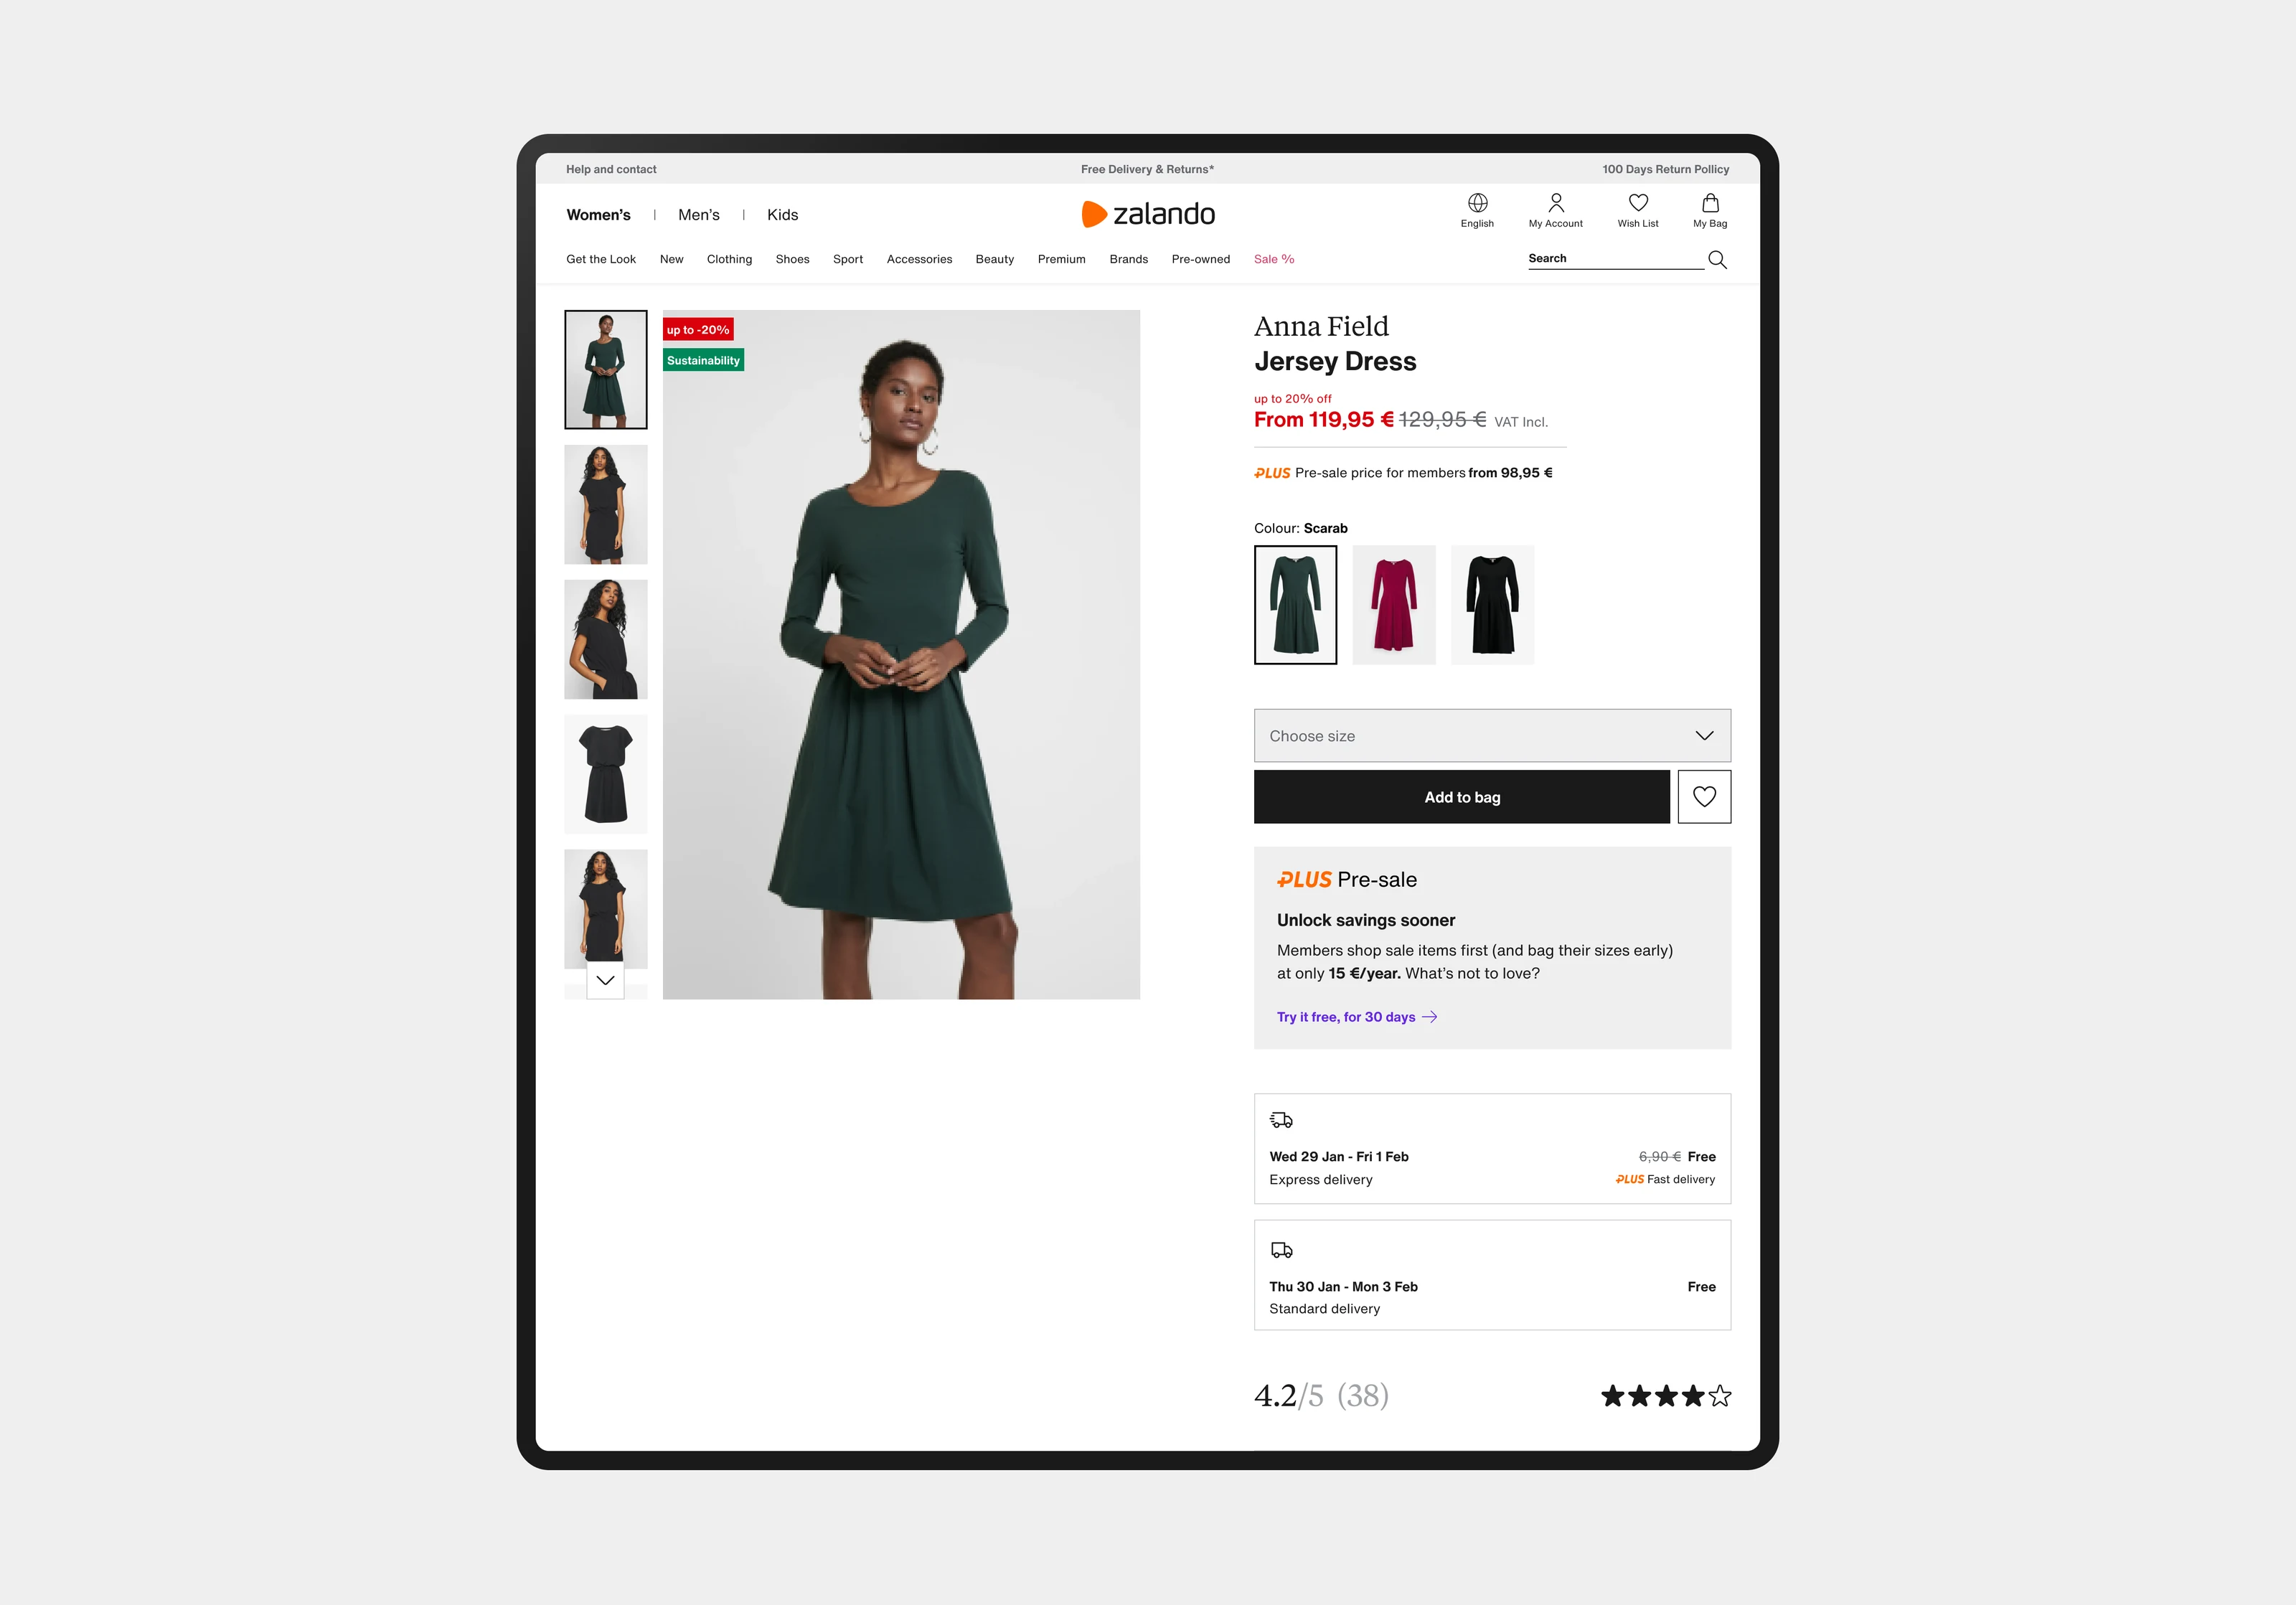 Help and contact
Free Delivery & Returns*
100 Days Return Pollicy
Women's | Men's | Kids
zalando
English
My Account
Wish List
My Bag
Get the Look New Clothing Shoes Sport Accessories Beauty Premium Brands Pre-owned Sale %
Search
up to -20%
Sustainability
Anna Field
Jersey Dress
up to 20% off
From 119,95 € 129,95 € VAT Incl.
PLUS Pre-sale price for members from 98,95 €
Colour: Scarab
Choose size
Add to bag
PLUS Pre-sale
Unlock savings sooner
Members shop sale items first (and bag their sizes early)
at only 15 €/year. What's not to love?
Try it free, for 30 days →
Wed 29 Jan - Fri 1 Feb 6,90 € Free
Express delivery PLUS Fast delivery
Thu 30 Jan - Mon 3 Feb Free
Standard delivery
4.2/5 (38)